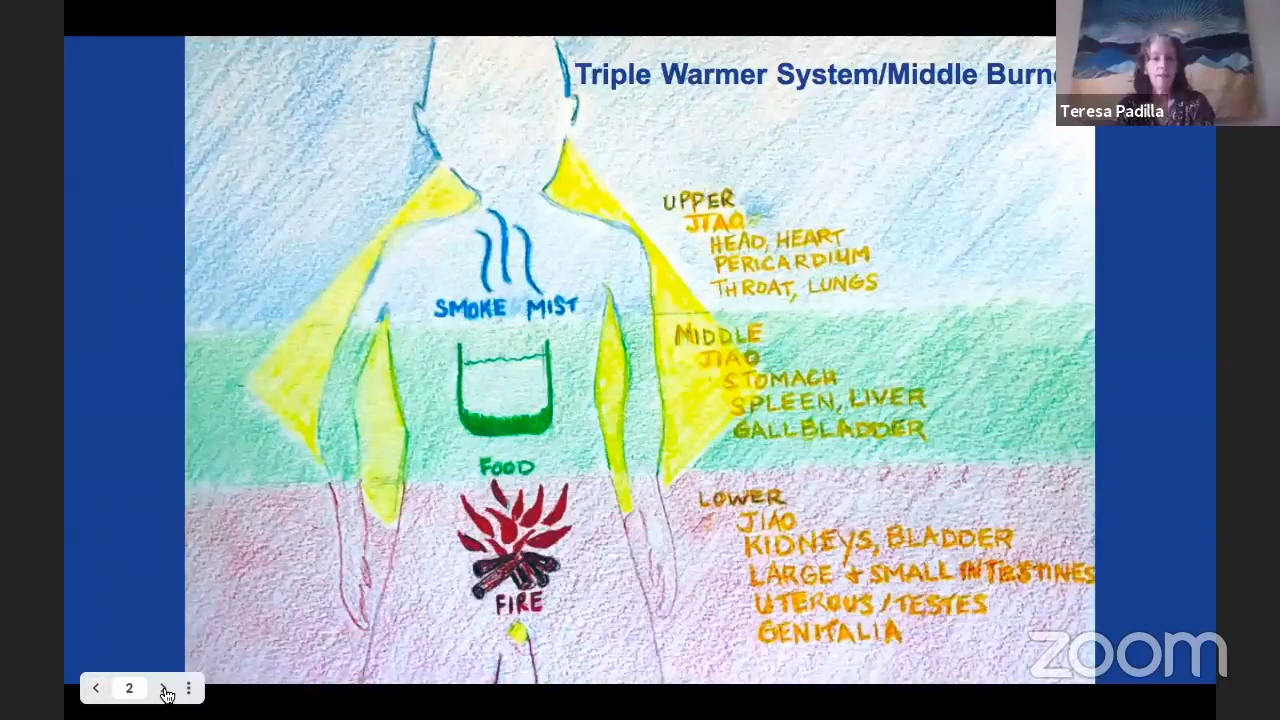 Triple Warmer System/Middle Burne
Teresa Padilla
UPPER
JIAO
HEAD, HEART
PERICARDIUM
THROAT, LUNGS
SMOKE MIST
MIDDLE
JIAO
STOMACH
SPLEEN, LIVER
GALLBLADDER
FOOD
LOWER
JIAO
KIDNEYS, BLADDER
LARGE + SMALL INTESTINES
UTEROUS/TESTES
GENITALIA
FIRE
zoom
2